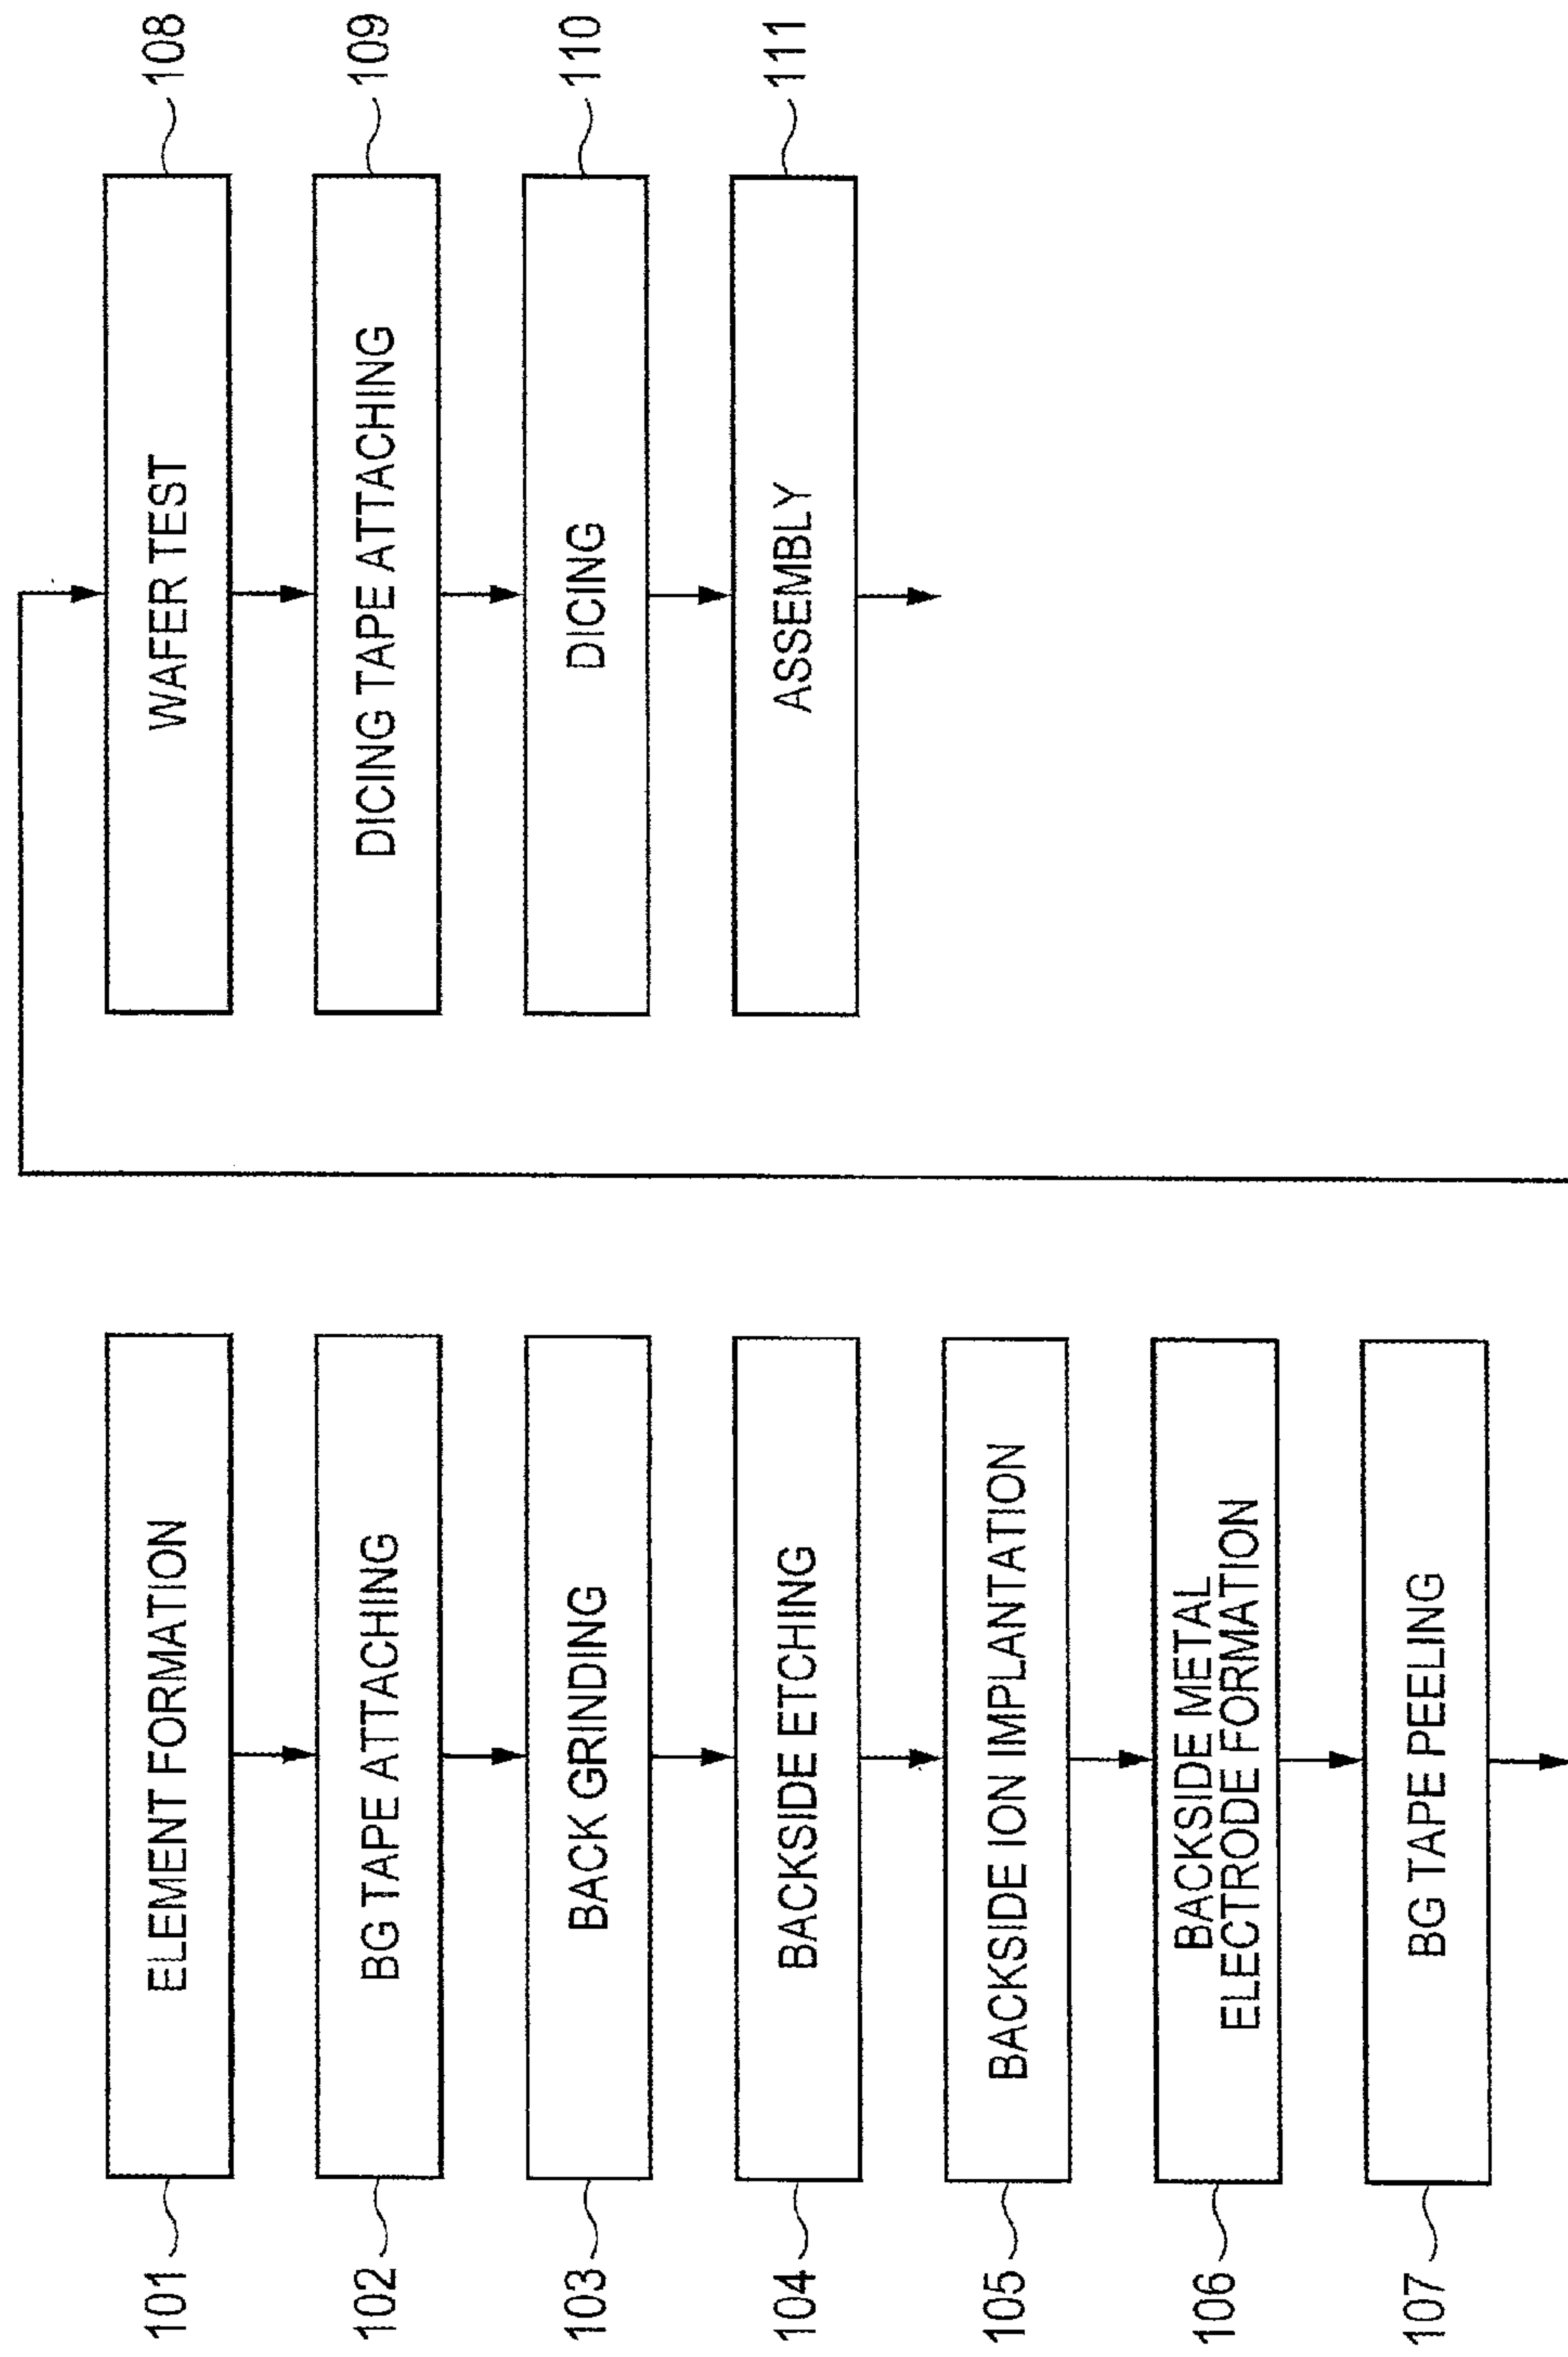 101
ELEMENT FORMATION
102
BG TAPE ATTACHING
103
BACK GRINDING
104
BACKSIDE ETCHING
105
BACKSIDE ION IMPLANTATION
106
BACKSIDE METAL
ELECTRODE FORMATION
107
BG TAPE PEELING
WAFER TEST
108
DICING TAPE ATTACHING
109
DICING
110
ASSEMBLY
111